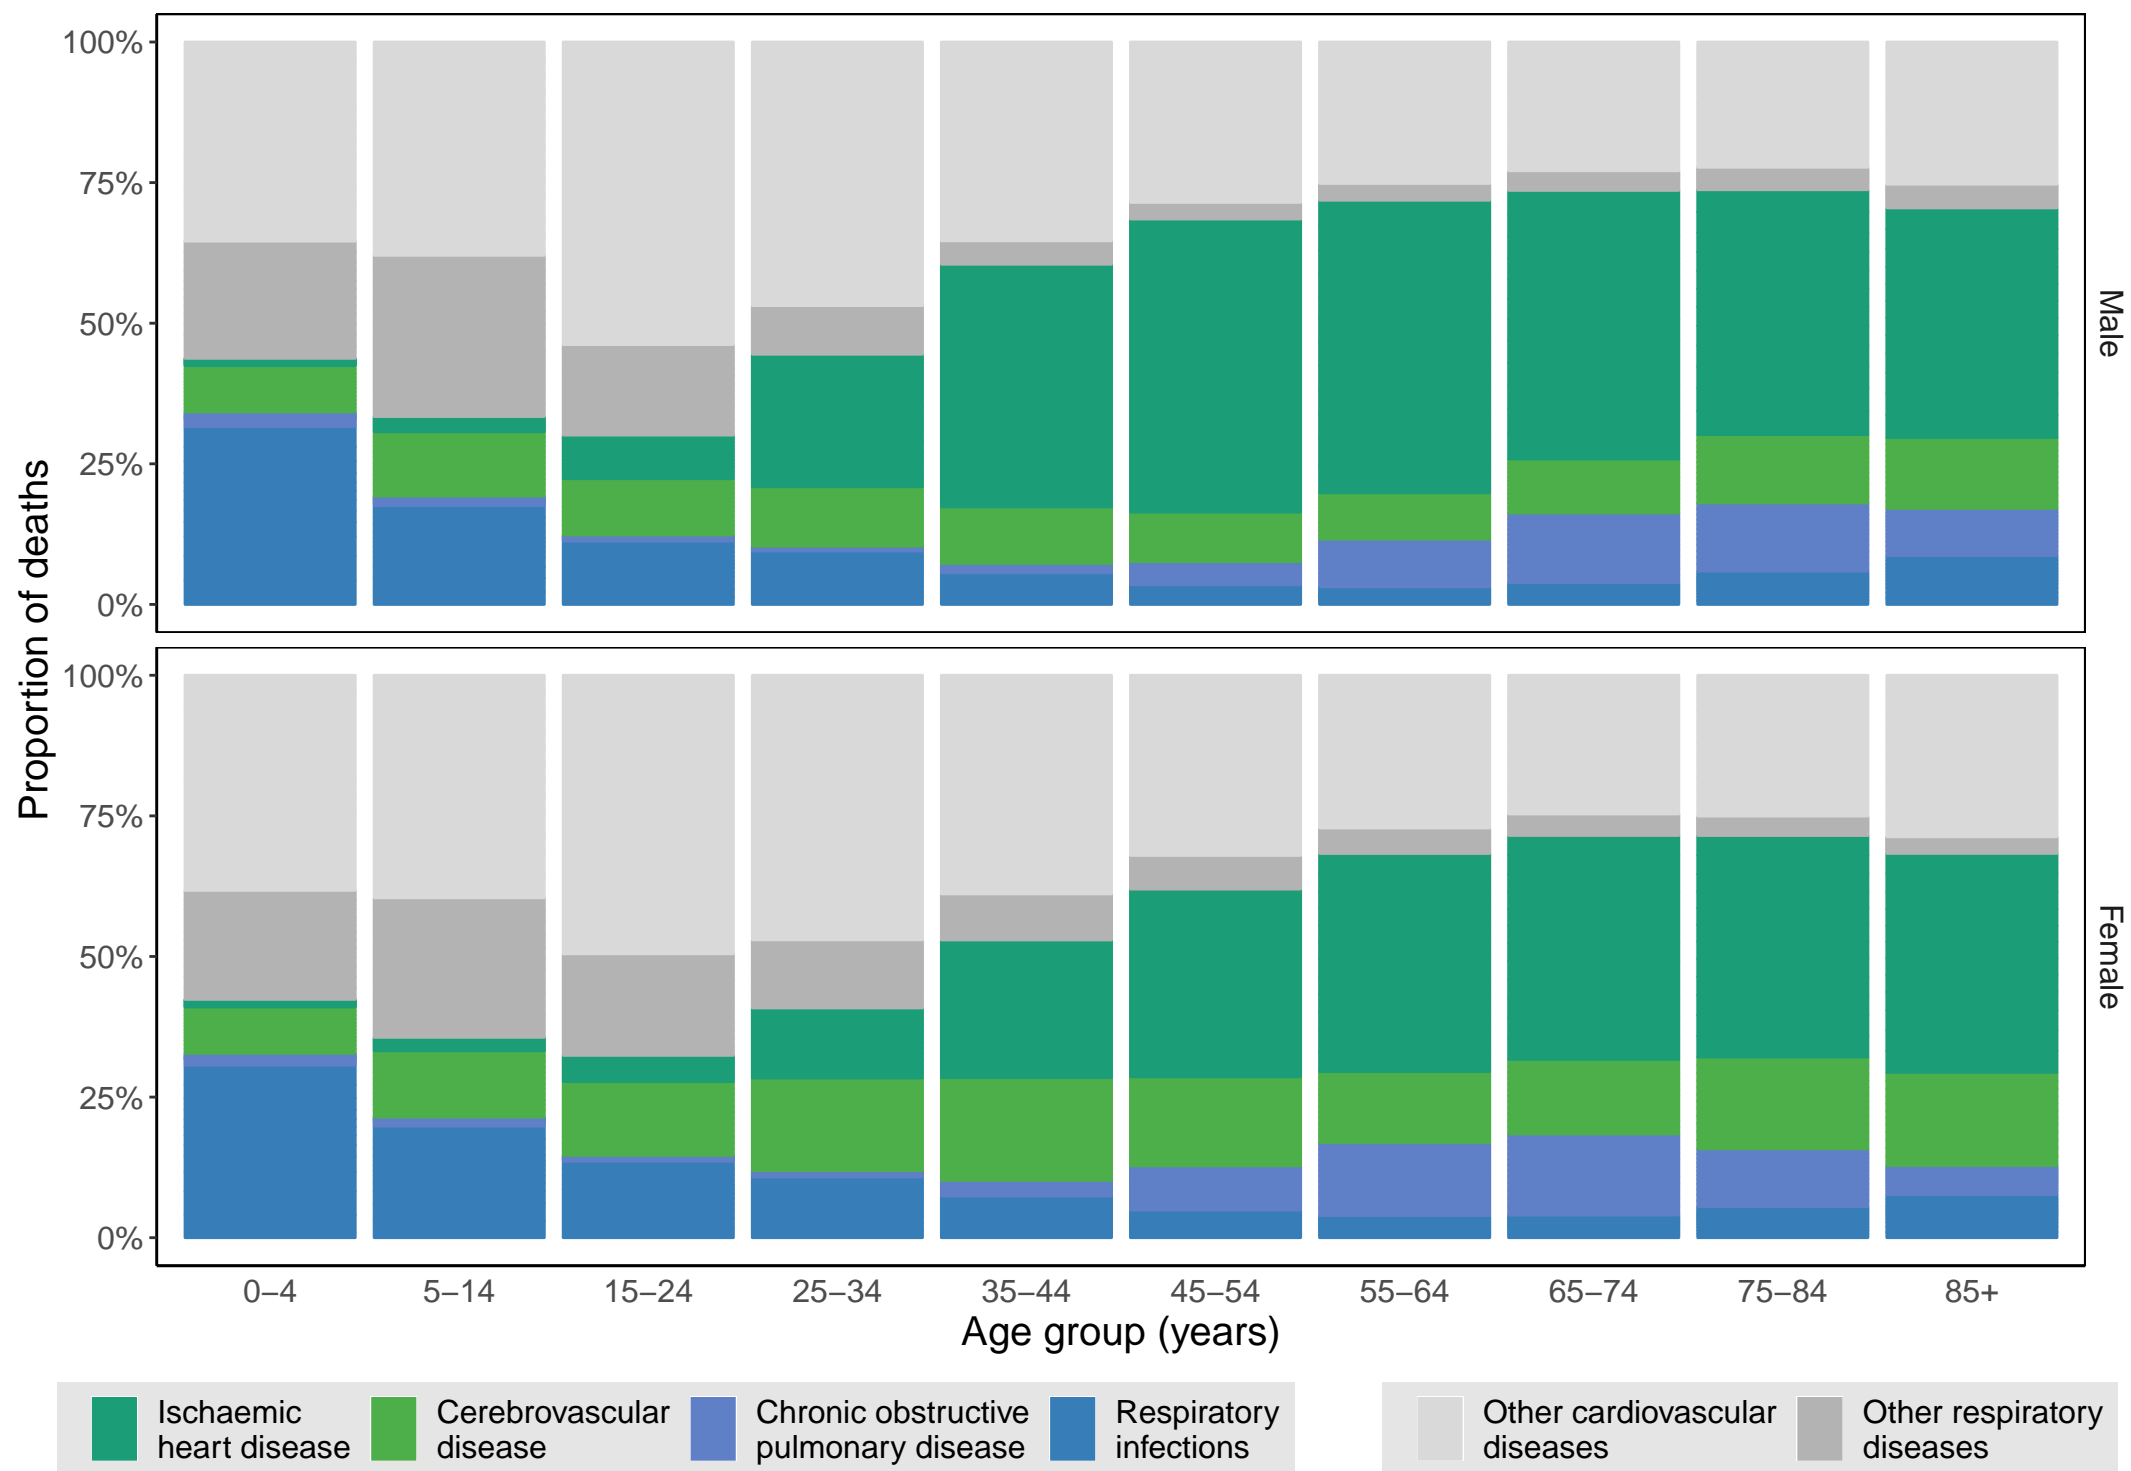 Proportion of deaths
100%
75%
50%
25%
0%
Male
100%
75%
50%
25%
0%
Female
0–4 5–14 15–24 25–34 35–44 45–54 55–64 65–74 75–84 85+
Age group (years)
Ischaemic
heart disease
Cerebrovascular
disease
Chronic obstructive
pulmonary disease
Respiratory
infections
Other cardiovascular
diseases
Other respiratory
diseases